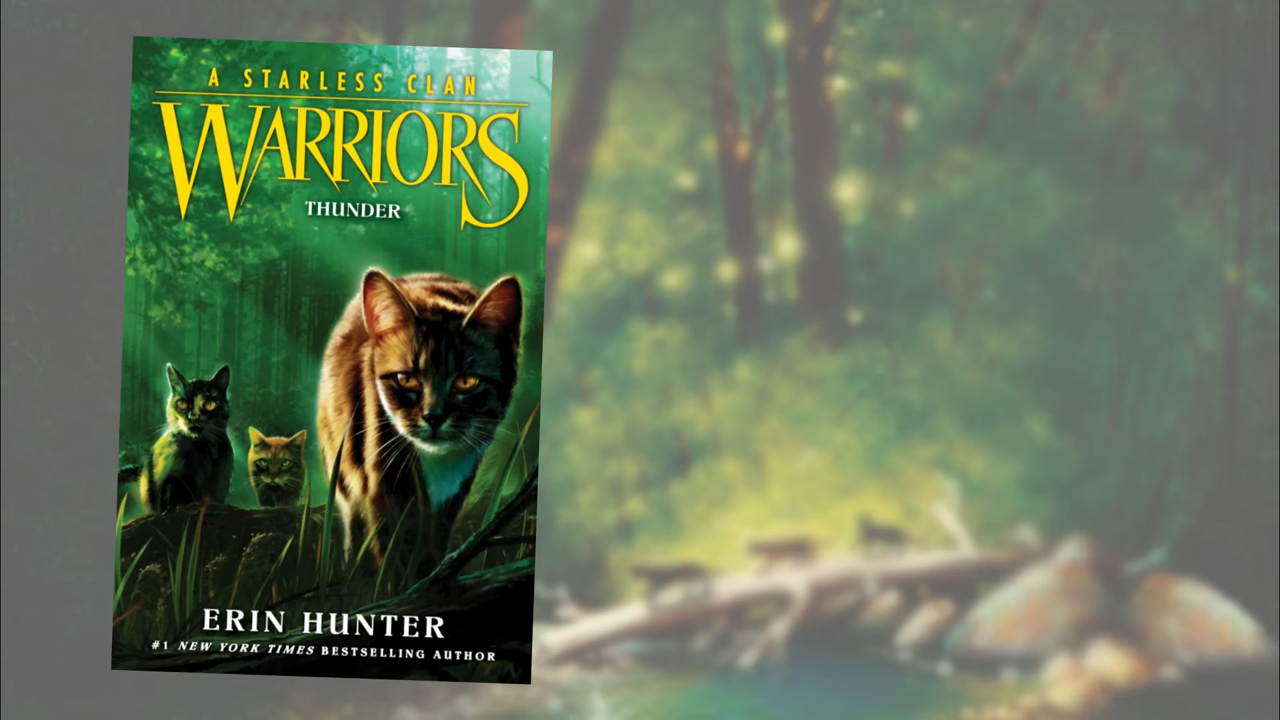 A STARLESS CLAN
WARRIORS
THUNDER
ERIN HUNTER
#1 NEW YORK TIMES BESTSELLING AUTHOR